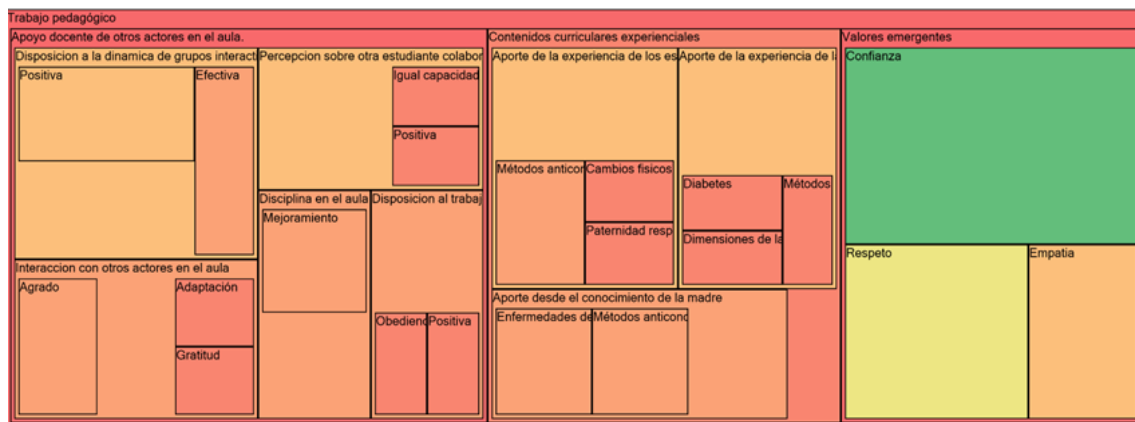 Trabajo pedagógico
Apoyo docente de otros actores en el aula.
Disposicion a la dinamica de grupos interacti
Positiva
Efectiva
Percepcion sobre otra estudiante colabor
Igual capacidad
Positiva
Disciplina en el aula
Mejoramiento
Disposicion al trabaj
Obedienc
Positiva
Interaccion con otros actores en el aula
Agrado
Adaptación
Gratitud
Contenidos curriculares experienciales
Aporte de la experiencia de los es
Métodos anticon
Cambios fisicos
Paternidad resp
Aporte de la experiencia de la
Diabetes
Métodos
Dimensiones de la
Aporte desde el conocimiento de la madre
Enfermedades de
Métodos anticonc
Valores emergentes
Confianza
Respeto
Empatia